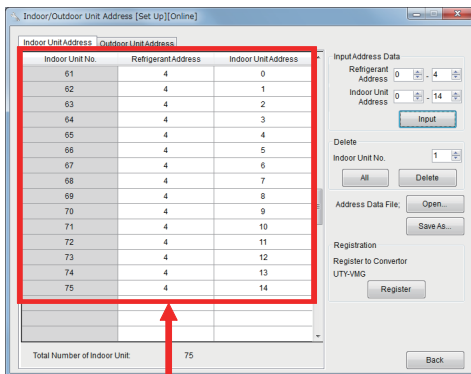 Indoor/Outdoor Unit Address [Set Up][Online]
Indoor Unit Address Outdoor Unit Address
Indoor Unit No. Refrigerant Address Indoor Unit Address
61 4 0
62 4 1
63 4 2
64 4 3
65 4 4
66 4 5
67 4 6
68 4 7
69 4 8
70 4 9
71 4 10
72 4 11
73 4 12
74 4 13
75 4 14
Total Number of Indoor Unit: 75
Input Address Data
Refrigerant
Address 0 - 4
Indoor Unit
Address 0 - 14
Input
Delete
Indoor Unit No. 1
All Delete
Address Data File; Open...
Save As...
Registration
Register to Convertor
UTY-VMG
Register
Back